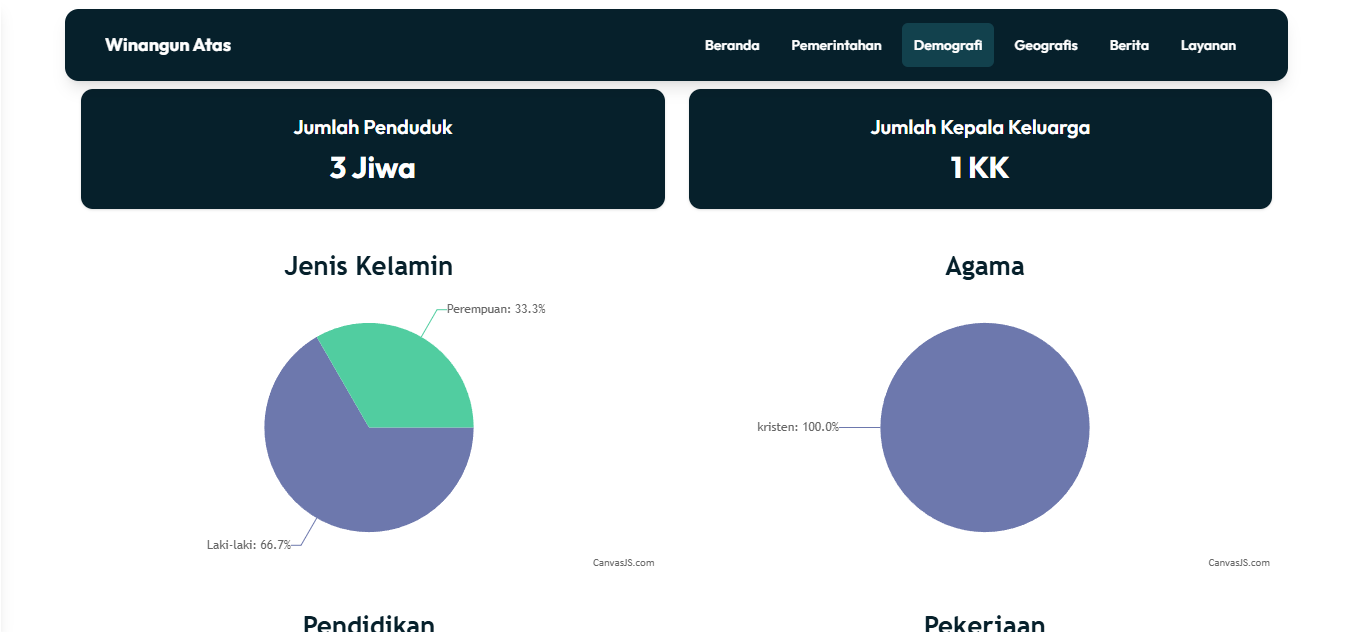 Winangun Atas
Beranda Pemerintahan Demografi Geografis Berita Layanan
Jumlah Penduduk
3 Jiwa
Jumlah Kepala Keluarga
1 KK
Jenis Kelamin
Perempuan: 33.3%
Laki-laki: 66.7%
CanvasJS.com
Agama
kristen: 100.0%
CanvasJS.com
Pendidikan
Pekerjaan